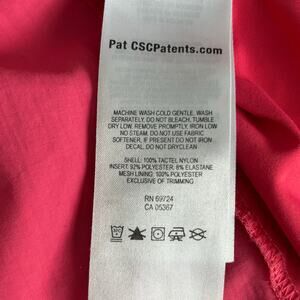 Pat CSCPatents.com
MACHINE WASH COLD GENTLE, WASH
SEPARATELY, DO NOT BLEACH, TUMBLE
DRY LOW, REMOVE PROMPTLY, IRON LOW
NO STEAM, DO NOT USE FABRIC
SOFTENER, IF PRESENT DO NOT IRON
DECAL, DO NOT DRYCLEAN
SHELL: 100% TACTEL NYLON
INSERT: 92% POLYESTER, 8% ELASTANE
MESH LINING: 100% POLYESTER
EXCLUSIVE OF TRIMMING
RN 69724
CA 05367